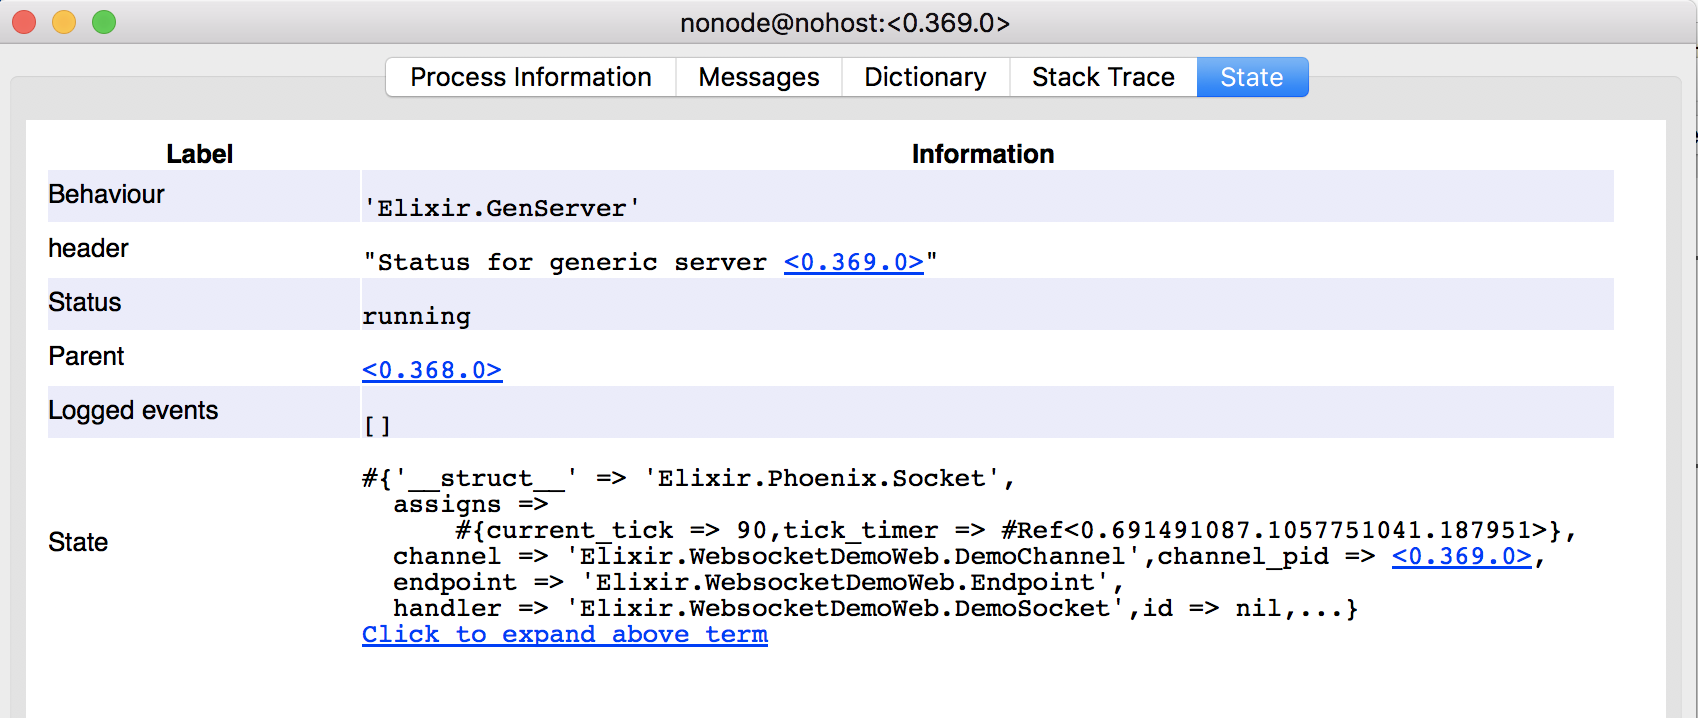 nonode@nohost:<0.369.0>
Process Information Messages Dictionary Stack Trace State
Label Information
Behaviour 'Elixir.GenServer'
header "Status for generic server <0.369.0>"
Status running
Parent <0.368.0>
Logged events []
State #{'__struct__' => 'Elixir.Phoenix.Socket',
assigns =>
#{current_tick => 90,tick_timer => #Ref<0.691491087.1057751041.187951>},
channel => 'Elixir.WebsocketDemoWeb.DemoChannel',channel_pid => <0.369.0>,
endpoint => 'Elixir.WebsocketDemoWeb.Endpoint',
handler => 'Elixir.WebsocketDemoWeb.DemoSocket',id => nil,...}
Click to expand above term